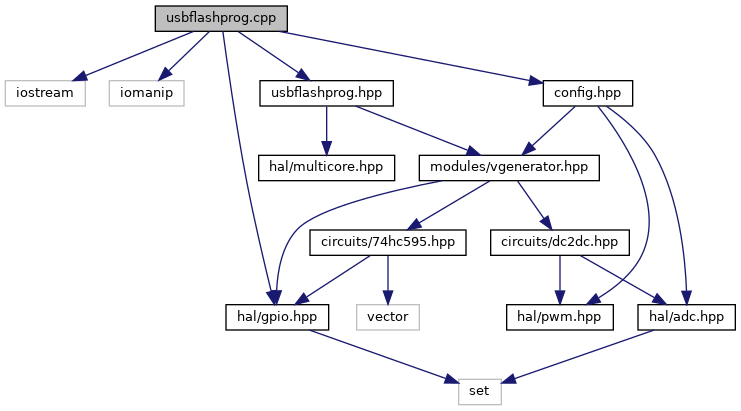 usbflashprog.cpp
iostream
iomanip
usbflashprog.hpp
config.hpp
hal/multicore.hpp
modules/vgenerator.hpp
circuits/74hc595.hpp
circuits/dc2dc.hpp
hal/gpio.hpp
vector
hal/pwm.hpp
hal/adc.hpp
set